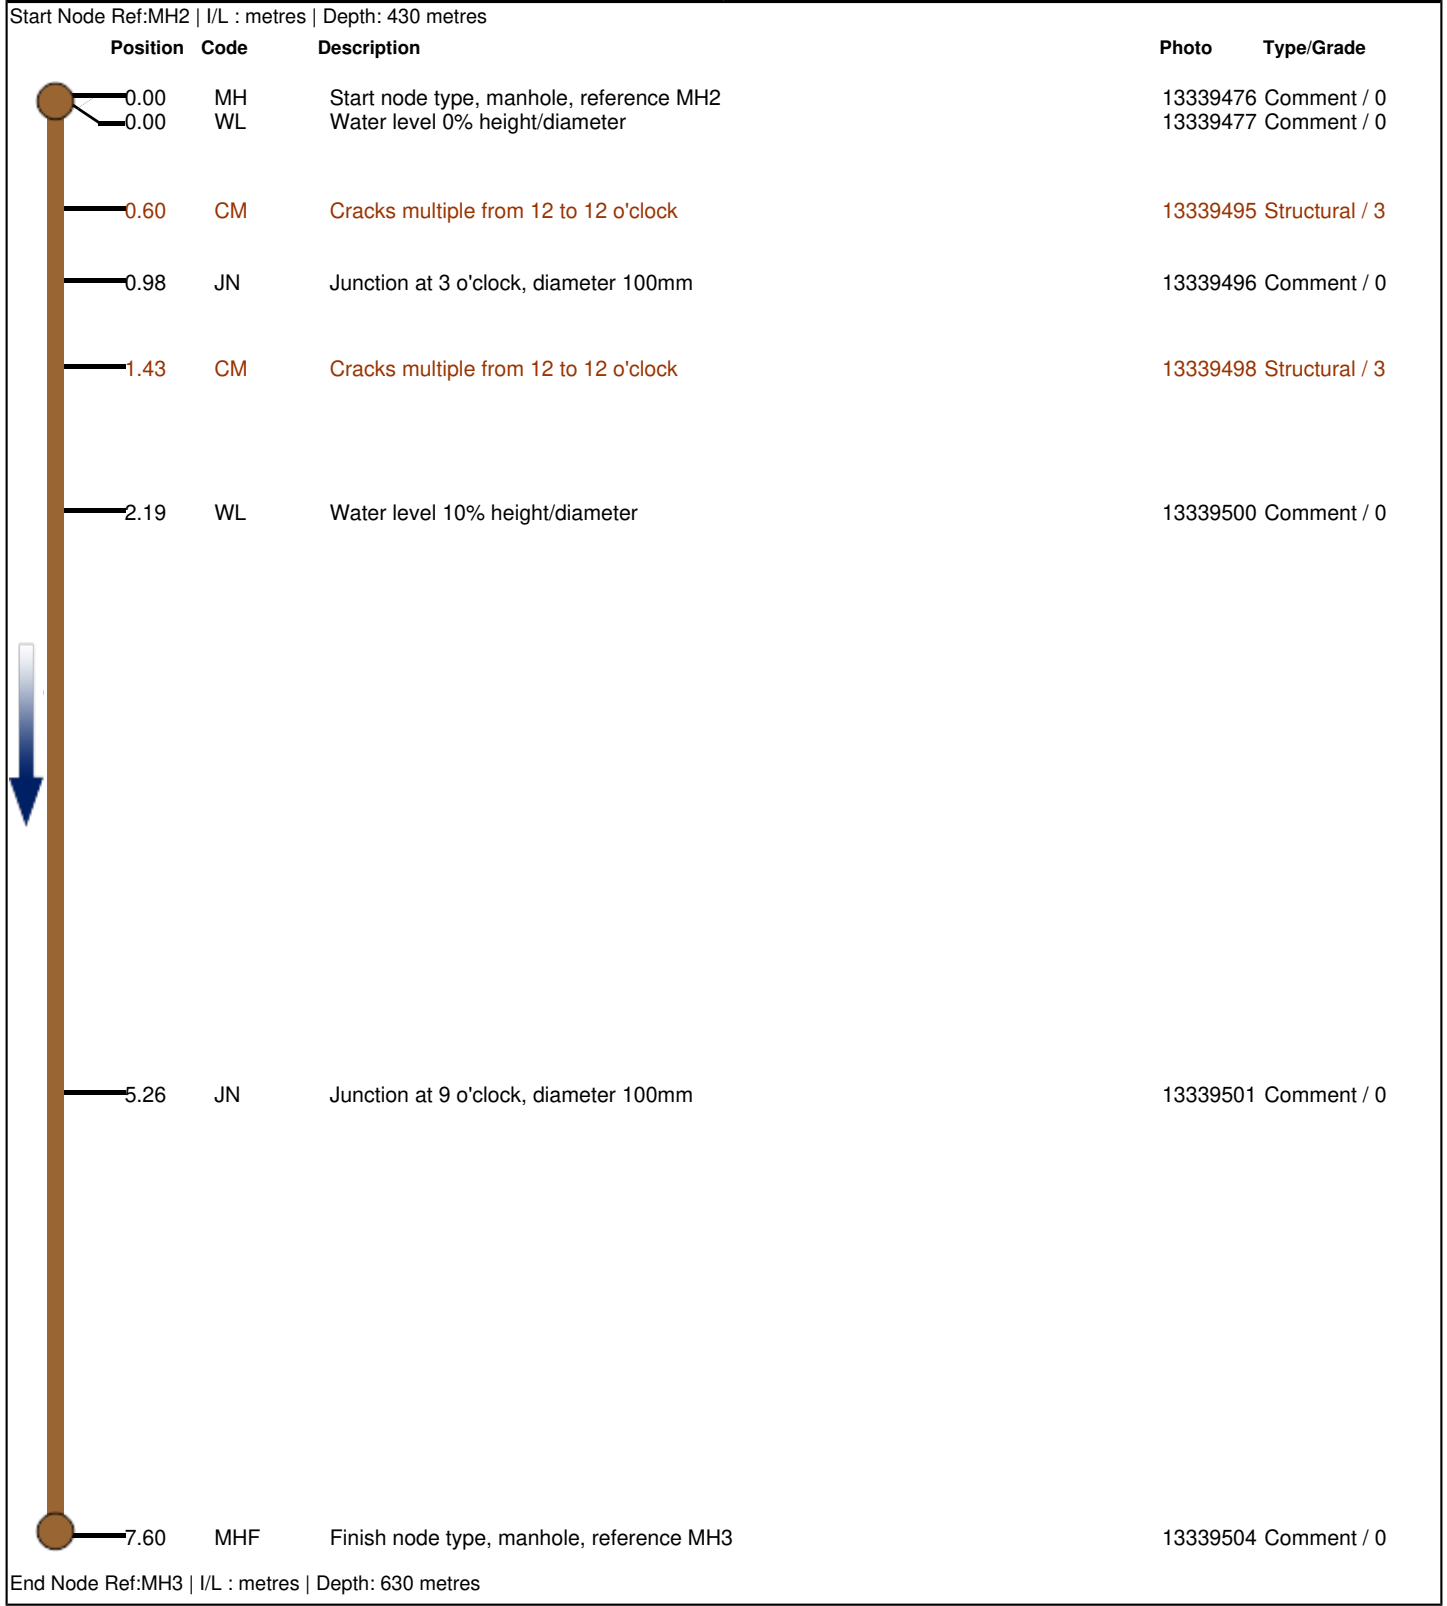 Start Node Ref:MH2 | I/L : metres | Depth: 430 metres
Position Code Description Photo Type/Grade
0.00 MH Start node type, manhole, reference MH2 13339476 Comment / 0
0.00 WL Water level 0% height/diameter 13339477 Comment / 0
0.60 CM Cracks multiple from 12 to 12 o'clock 13339495 Structural / 3
0.98 JN Junction at 3 o'clock, diameter 100mm 13339496 Comment / 0
1.43 CM Cracks multiple from 12 to 12 o'clock 13339498 Structural / 3
2.19 WL Water level 10% height/diameter 13339500 Comment / 0
5.26 JN Junction at 9 o'clock, diameter 100mm 13339501 Comment / 0
7.60 MHF Finish node type, manhole, reference MH3 13339504 Comment / 0
End Node Ref:MH3 | I/L : metres | Depth: 630 metres